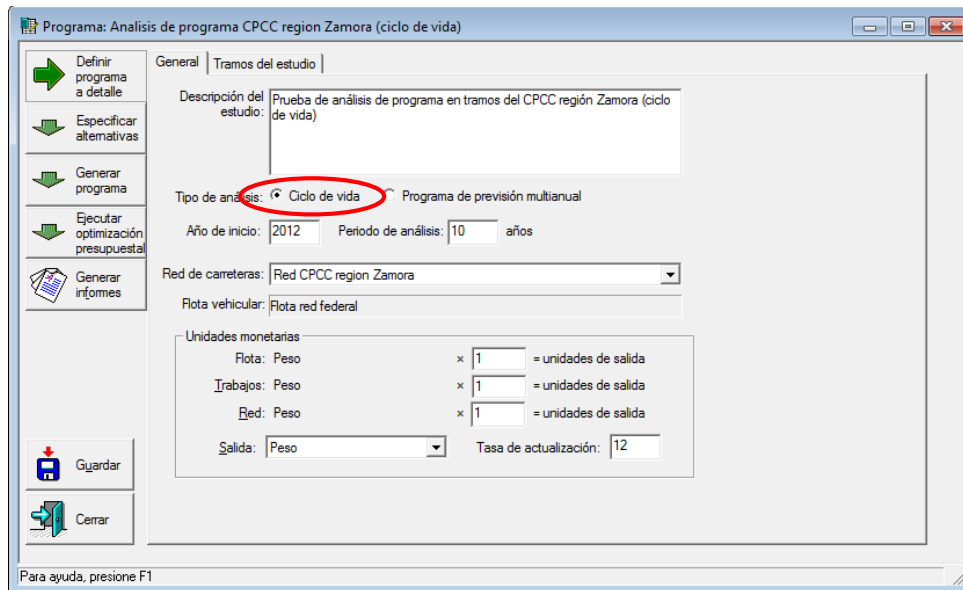 Programa: Analisis de programa CPCC region Zamora (ciclo de vida)
Definir
programa
a detalle
Especificar
alternativas
Generar
programa
Ejecutar
optimización
presupuestal
Generar
informes
Guardar
Cerrar
General
Tramos del estudio
Descripción del
estudio:
Prueba de análisis de programa en tramos del CPCC región Zamora (ciclo
de vida)
Tipo de análisis: Ciclo de vida Programa de previsión multianual
Año de inicio: 2012 Periodo de análisis: 10 años
Red de carreteras: Red CPCC region Zamora
Flota vehicular: Flota red federal
Unidades monetarias
Flota: Peso × 1 = unidades de salida
Trabajos: Peso × 1 = unidades de salida
Red: Peso × 1 = unidades de salida
Salida: Peso Tasa de actualización: 12
Para ayuda, presione F1